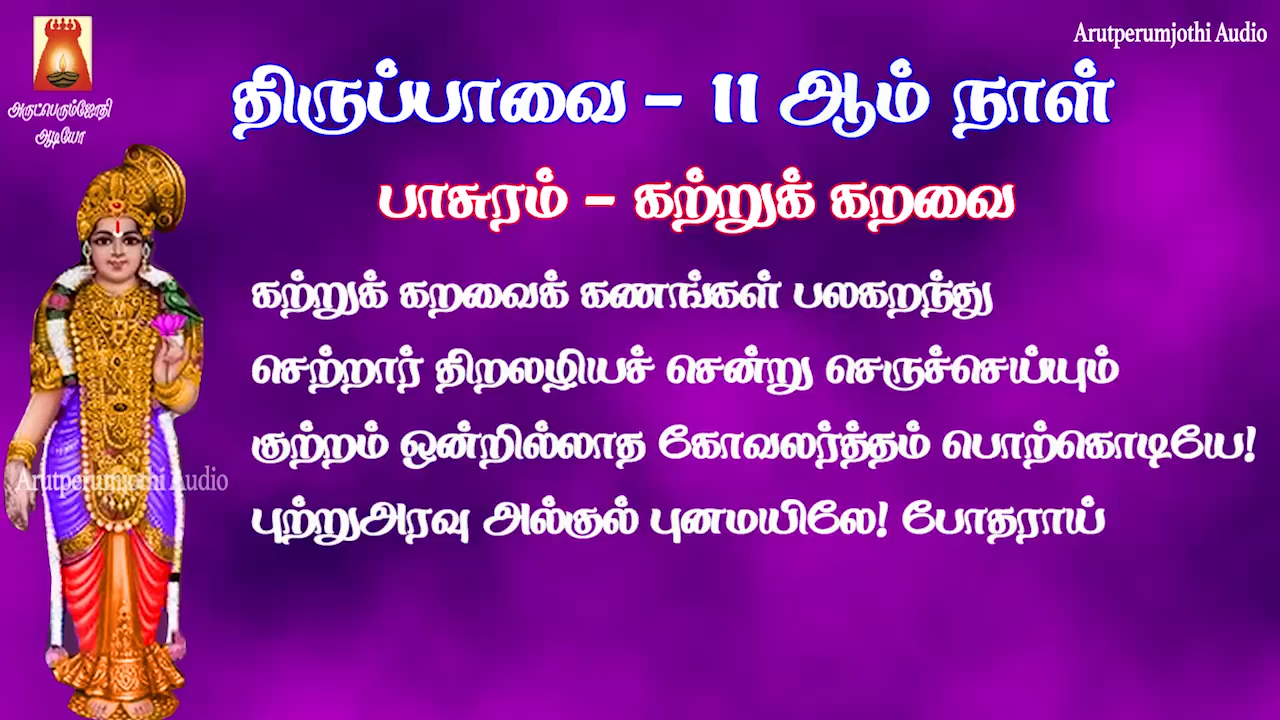 Arutperumjothi Audio
அருட்பெரும்ஜோதி
ஆடியோ
திருப்பாவை – 11 ஆம் நாள்
பாசுரம் – கற்றுக் கறவை
கற்றுக் கறவைக் கணங்கள் பலகறந்து
செற்றார் திறலழியச் சென்று செருச்செய்யும்
குற்றம் ஒன்றில்லாத கோவலர்த்தம் பொற்கொடியே!
புற்றுஅரவு அல்குல் புனமயிலே! போதராய்
Arutperumjothi Audio